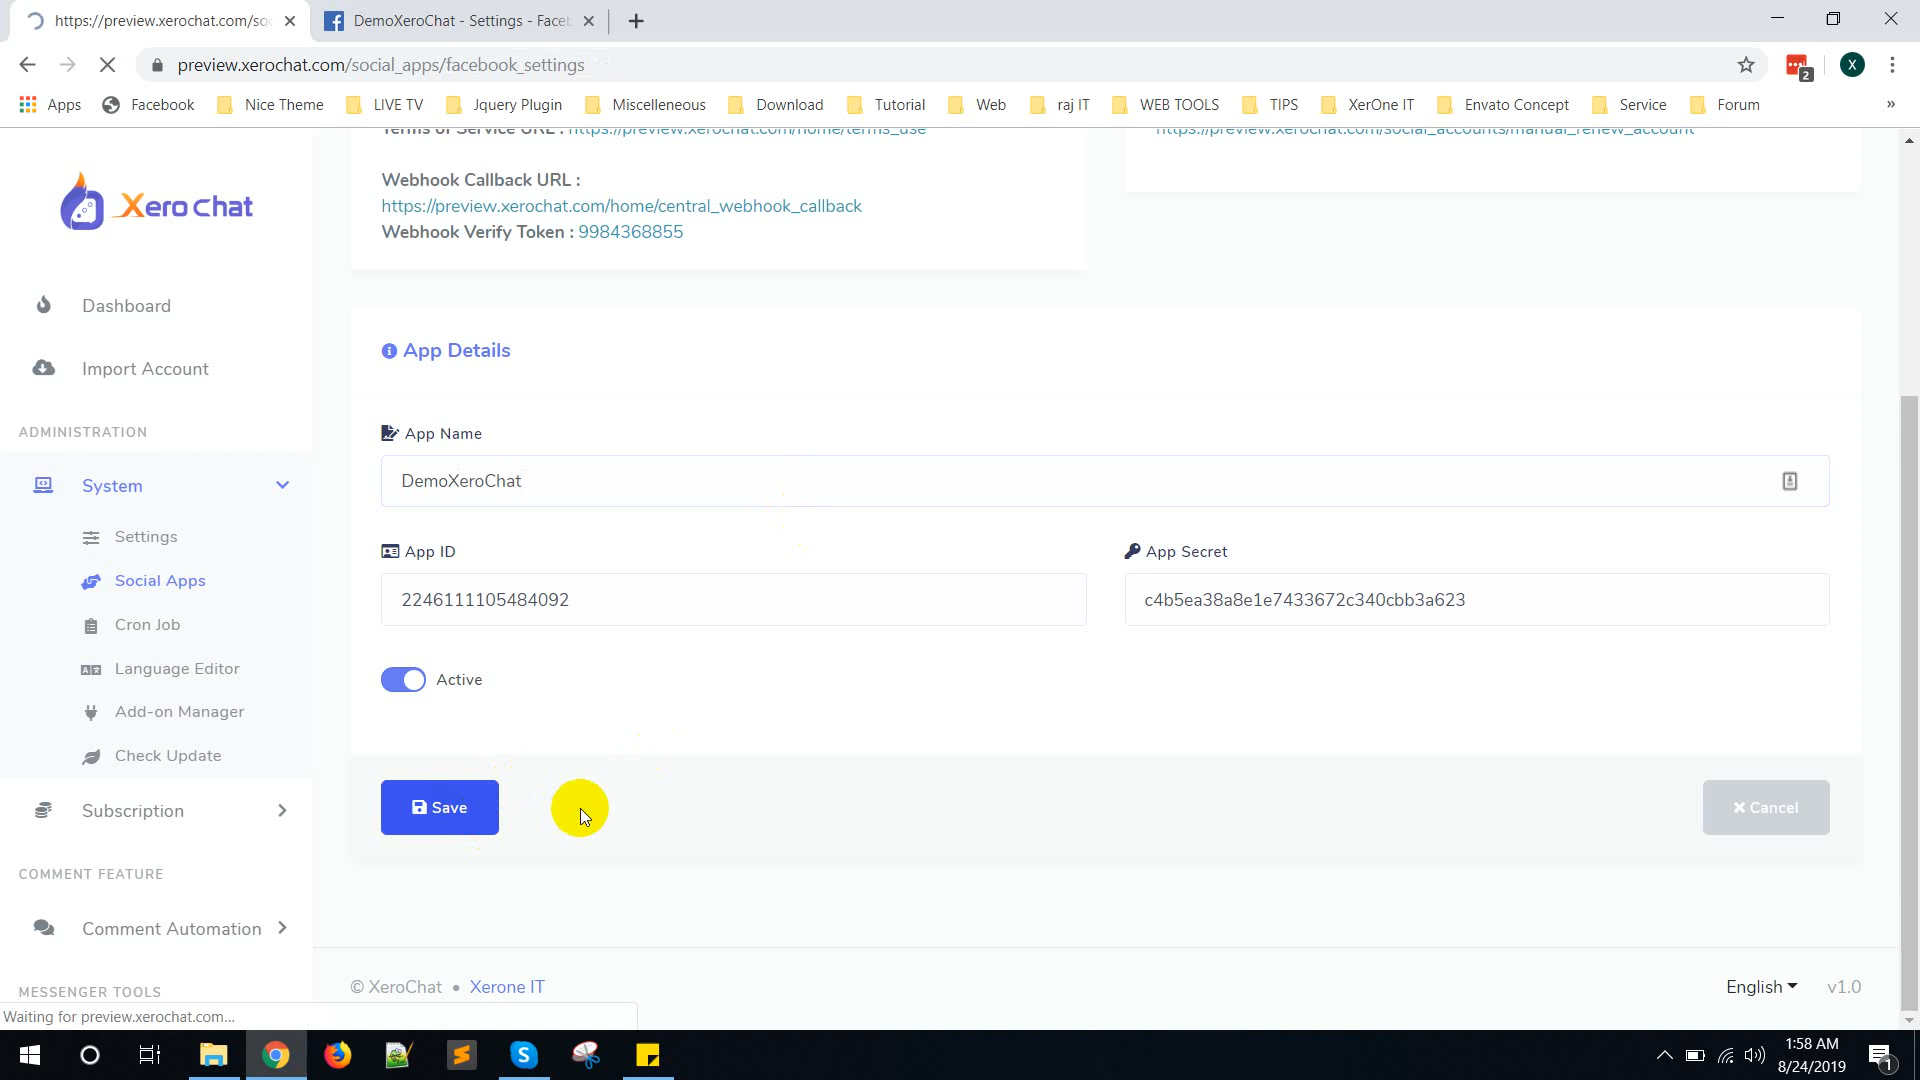 https://preview.xerochat.com/so
DemoXeroChat - Settings - Faceb
preview.xerochat.com/social_apps/facebook_settings
2
X
Apps
Facebook
Nice Theme
LIVE TV
Jquery Plugin
Miscelleneous
Download
Tutorial
Web
raj IT
WEB TOOLS
TIPS
XerOne IT
Envato Concept
Service
Forum
»
Terms of Service URL : https://preview.xerochat.com/home/terms_use
https://preview.xerochat.com/social_accounts/manual_renew_account
Xero Chat
Webhook Callback URL :
https://preview.xerochat.com/home/central_webhook_callback
Webhook Verify Token : 9984368855
Dashboard
Import Account
ADMINISTRATION
System
Settings
Social Apps
Cron Job
Language Editor
Add-on Manager
Check Update
Subscription
COMMENT FEATURE
Comment Automation
MESSENGER TOOLS
App Details
App Name
DemoXeroChat
App ID
2246111105484092
App Secret
c4b5ea38a8e1e7433672c340cbb3a623
Active
Save
Cancel
© XeroChat • Xerone IT
English
v1.0
Waiting for preview.xerochat.com...
1:58 AM
8/24/2019
1